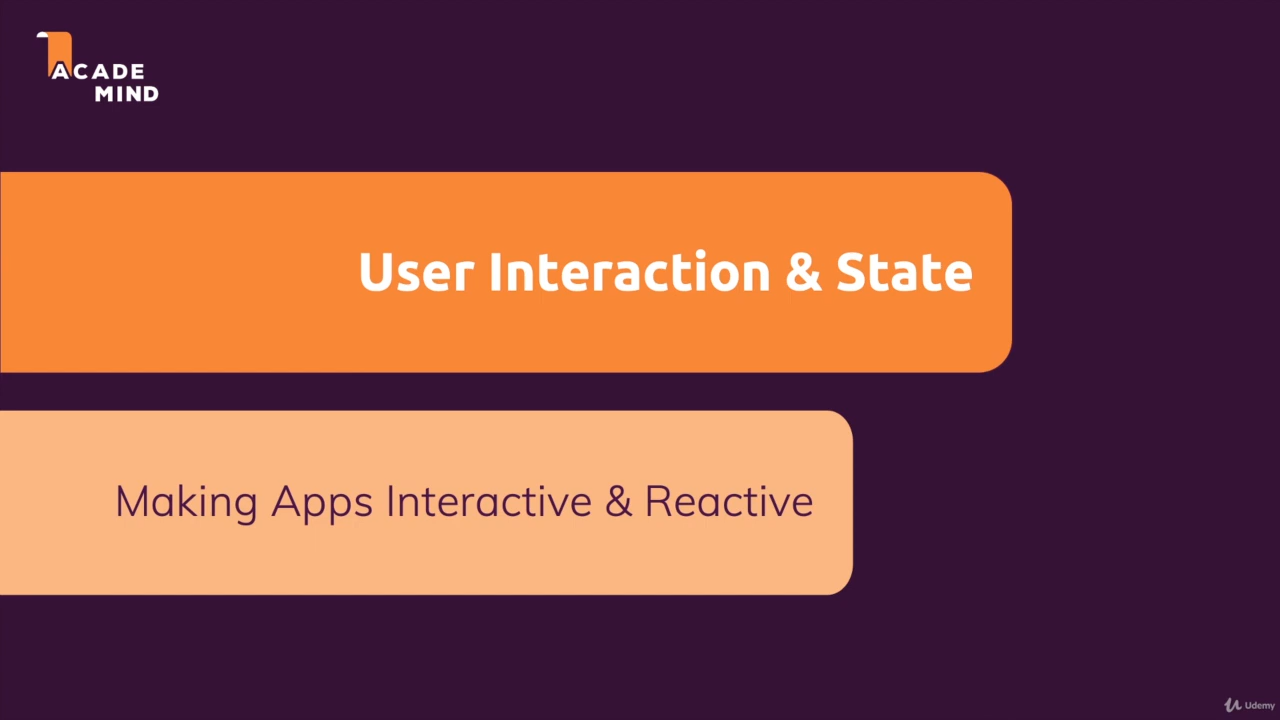 ACADE
MIND
User Interaction & State
Making Apps Interactive & Reactive
Udemy